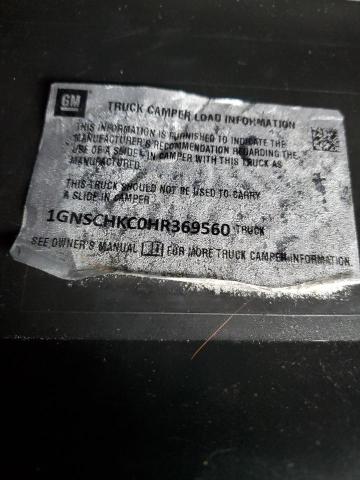 GM
TRUCK CAMPER LOAD INFORMATION
THIS INFORMATION IS FURNISHED TO INDICATE THE
MANUFACTURER'S RECOMMENDATION REGARDING THE
USE OF A SLIDE IN CAMPER WITH THIS TRUCK AS
MANUFACTURED.
THIS TRUCK SHOULD NOT BE USED TO CARRY
A SLIDE IN CAMPER
1GNSCHKC0HR369560 TRUCK
SEE OWNER'S MANUAL FOR MORE TRUCK CAMPER INFORMATION